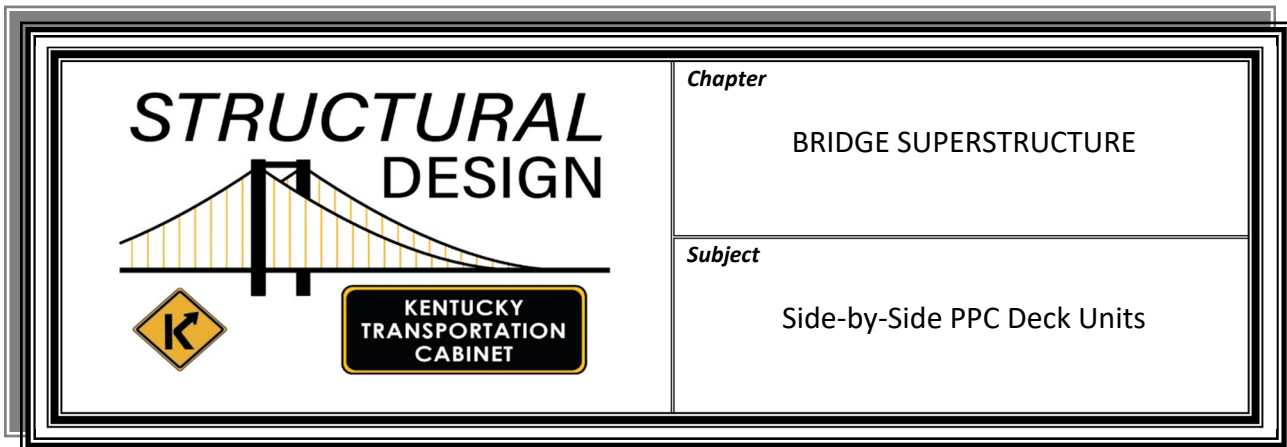 STRUCTURAL
DESIGN
KENTUCKY
TRANSPORTATION
CABINET
Chapter
BRIDGE SUPERSTRUCTURE
Subject
Side-by-Side PPC Deck Units